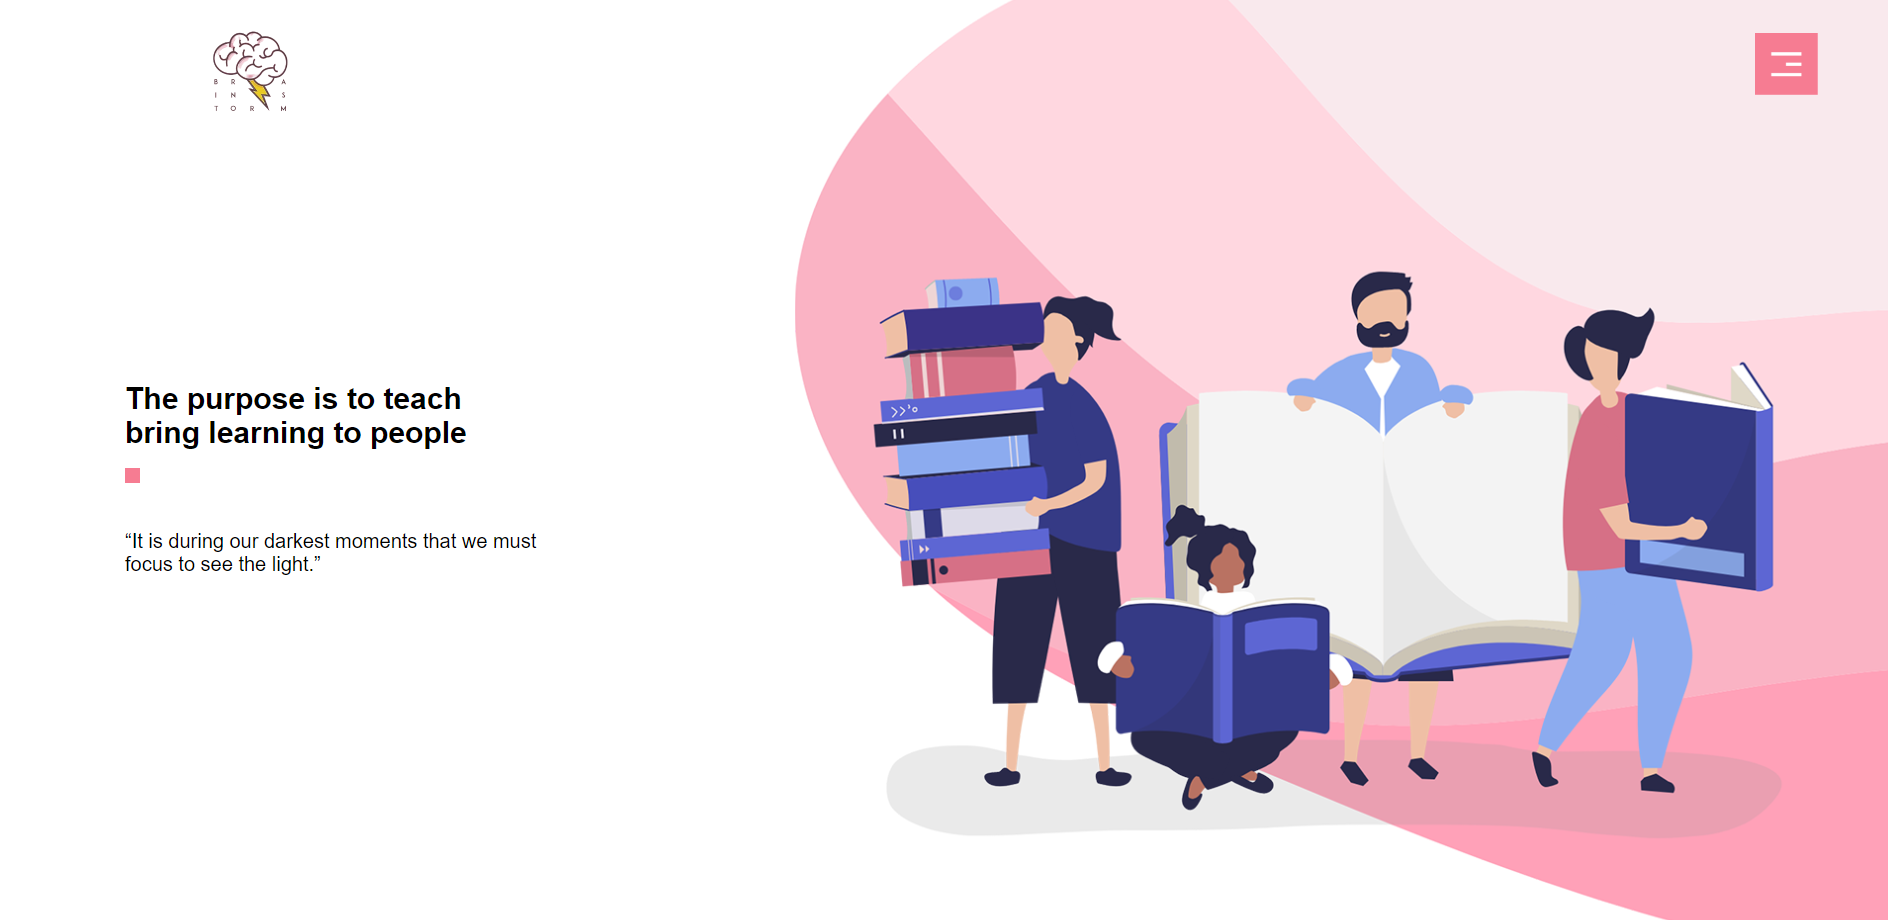 B R A
I N S
T O R M
The purpose is to teach
bring learning to people
“It is during our darkest moments that we must
focus to see the light.”